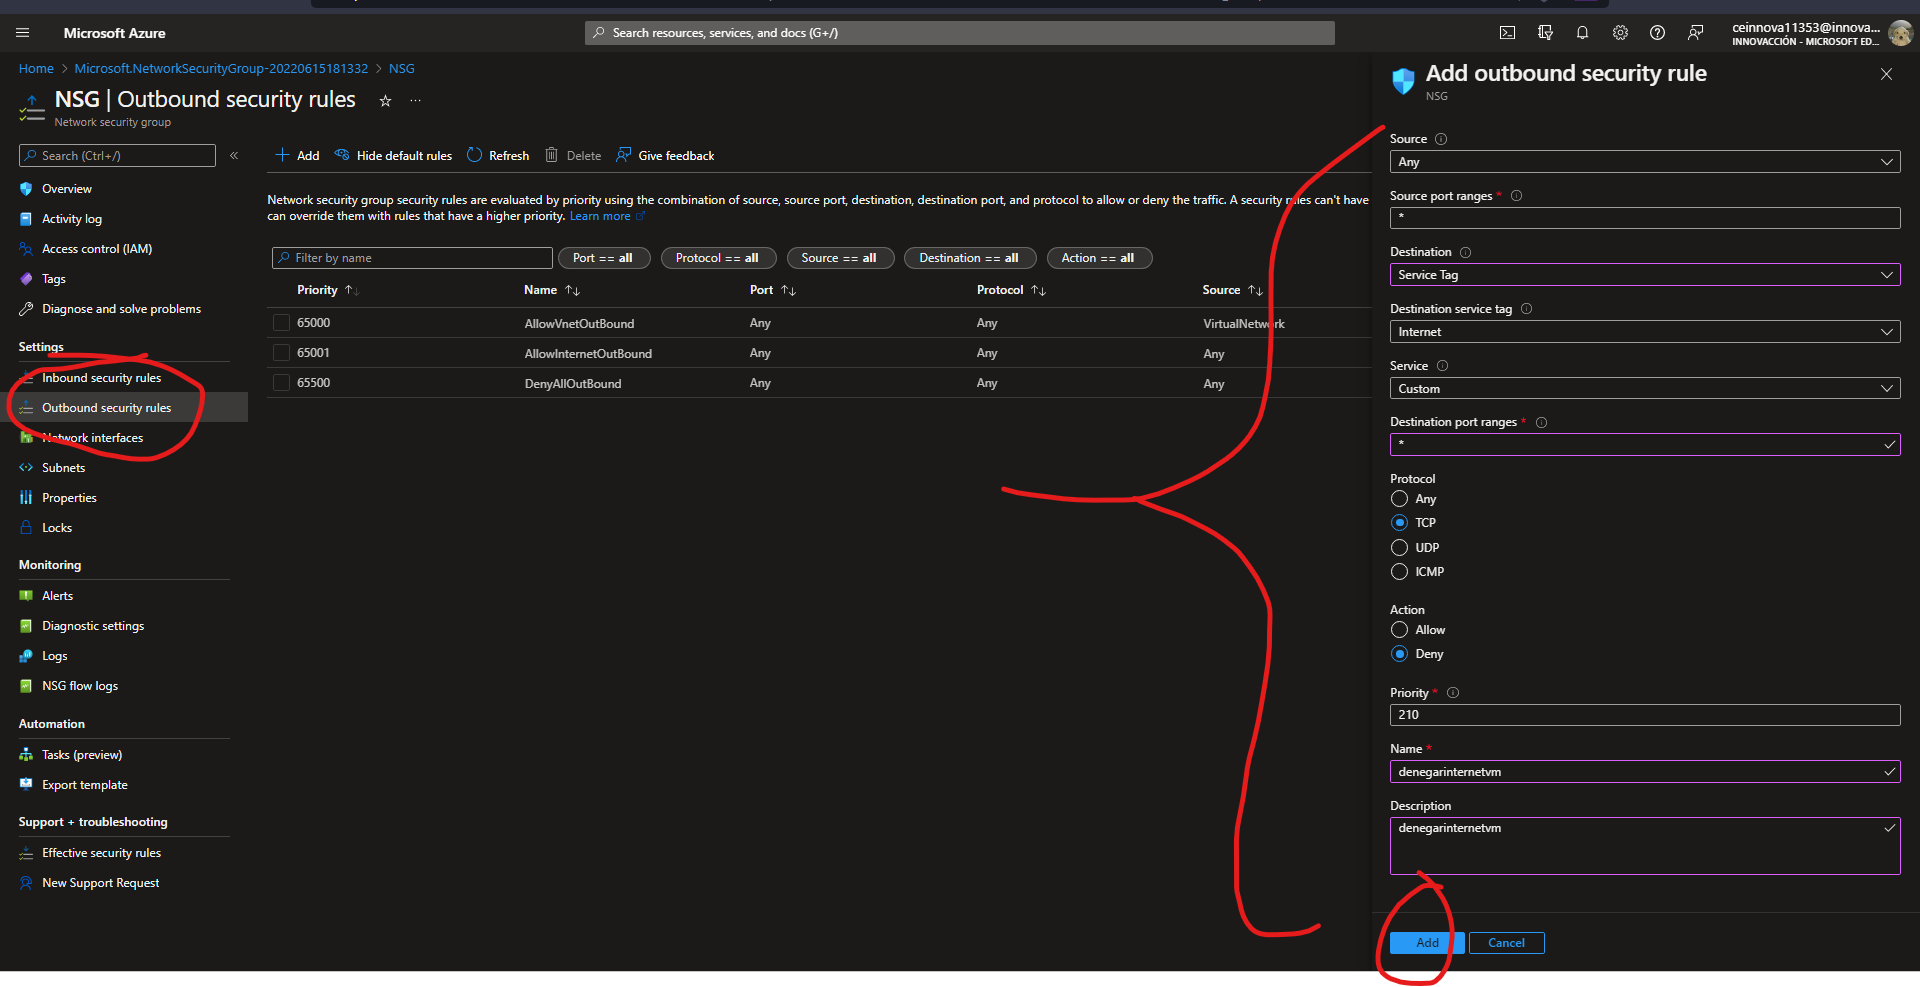 Microsoft Azure
Search resources, services, and docs (G+/)
ceinnova11353@innova...
INNOVACCIÓN - MICROSOFT ED...
Home > Microsoft.NetworkSecurityGroup-20220615181332 > NSG
NSG | Outbound security rules
Network security group
Search (Ctrl+/)
Overview
Activity log
Access control (IAM)
Tags
Diagnose and solve problems
Settings
Inbound security rules
Outbound security rules
Network interfaces
Subnets
Properties
Locks
Monitoring
Alerts
Diagnostic settings
Logs
NSG flow logs
Automation
Tasks (preview)
Export template
Support + troubleshooting
Effective security rules
New Support Request
Add Hide default rules Refresh Delete Give feedback
Network security group security rules are evaluated by priority using the combination of source, source port, destination, destination port, and protocol to allow or deny the traffic. A security rules can't have
can override them with rules that have a higher priority. Learn more
Filter by name Port == all Protocol == all Source == all Destination == all Action == all
Priority Name Port Protocol Source
65000 AllowVnetOutBound Any Any VirtualNetwork
65001 AllowInternetOutBound Any Any Any
65500 DenyAllOutBound Any Any Any
Add outbound security rule
NSG
Source
Any
Source port ranges *
*
Destination
Service Tag
Destination service tag
Internet
Service
Custom
Destination port ranges *
*
Protocol
Any
TCP
UDP
ICMP
Action
Allow
Deny
Priority *
210
Name *
denegarinternetvm
Description
denegarinternetvm
Add Cancel